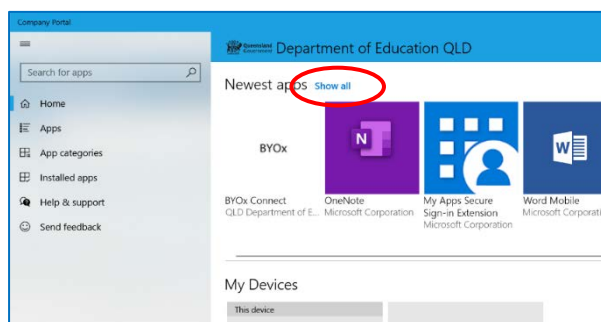 Company Portal
Search for apps
Home
Apps
App categories
Installed apps
Help & support
Send feedback
Queensland
Government
Department of Education QLD
Newest apps Show all
BYOx
N
W
BYOx Connect
QLD Department of E...
OneNote
Microsoft Corporation
My Apps Secure
Sign-in Extension
Microsoft Corporation
Word Mobile
Microsoft Corporati
My Devices
This device